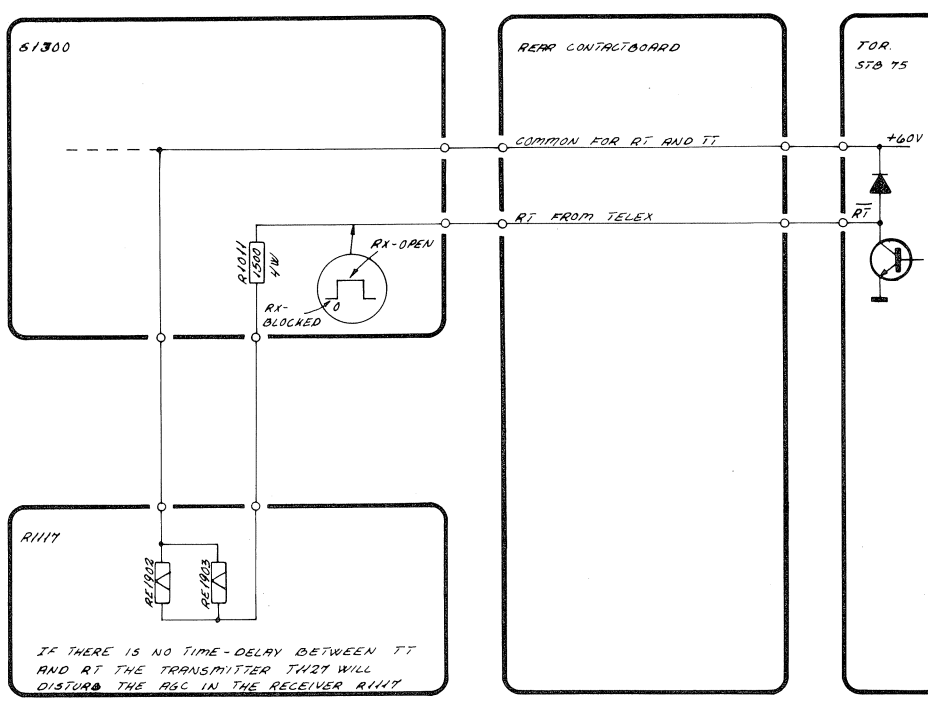 S1300
REAR CONTACTBOARD
TOR.
STB 75
COMMON FOR RT AND TT
+60V
RT FROM TELEX
RT
R1011
1500
4W
RX-OPEN
RX-
BLOCKED
0
R1117
RE1902
RE1903
IF THERE IS NO TIME-DELAY BETWEEN TT
AND RT THE TRANSMITTER T1127 WILL
DISTURB THE AGC IN THE RECEIVER R1117